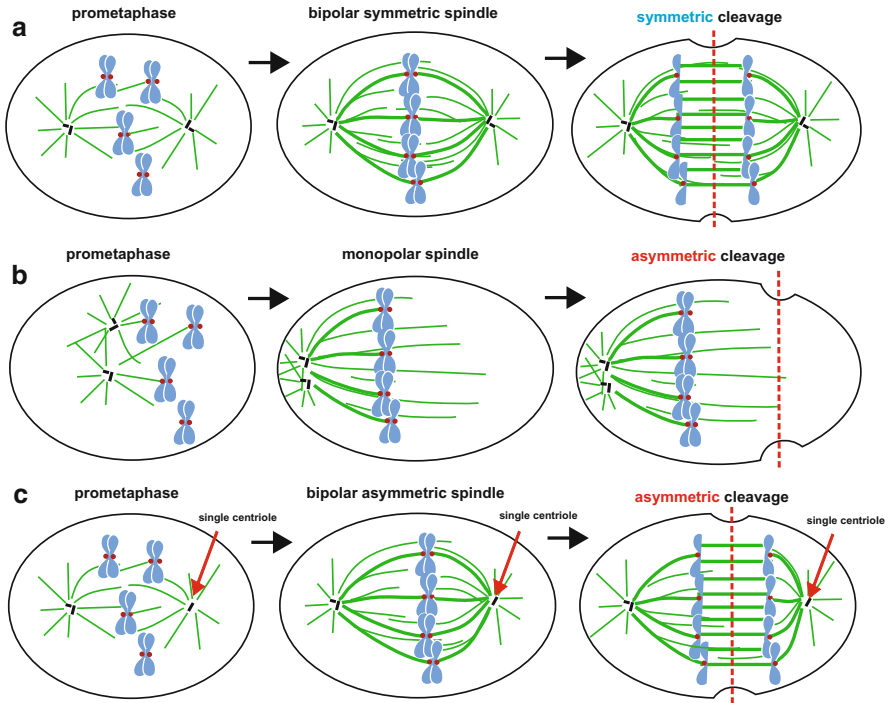 a
prometaphase
bipolar symmetric spindle
symmetric cleavage
b
prometaphase
monopolar spindle
asymmetric cleavage
c
prometaphase
bipolar asymmetric spindle
asymmetric cleavage
single centriole
single centriole
single centriole